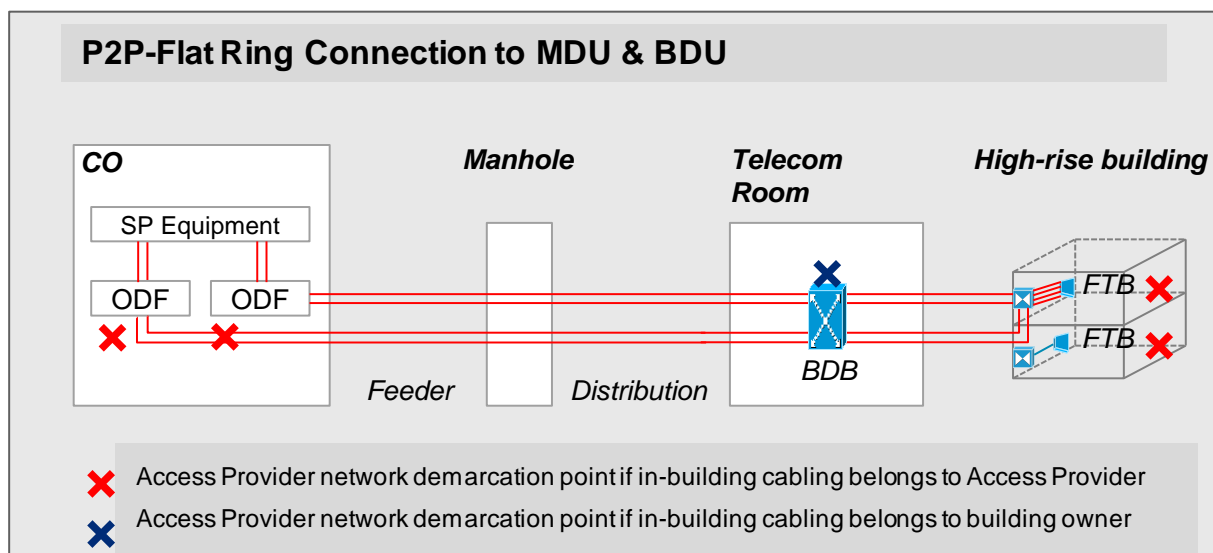 P2P-Flat Ring Connection to MDU & BDU
CO
Manhole
Telecom
Room
High-rise building
SP Equipment
ODF
ODF
FTB
FTB
BDB
Feeder
Distribution
Access Provider network demarcation point if in-building cabling belongs to Access Provider
Access Provider network demarcation point if in-building cabling belongs to building owner